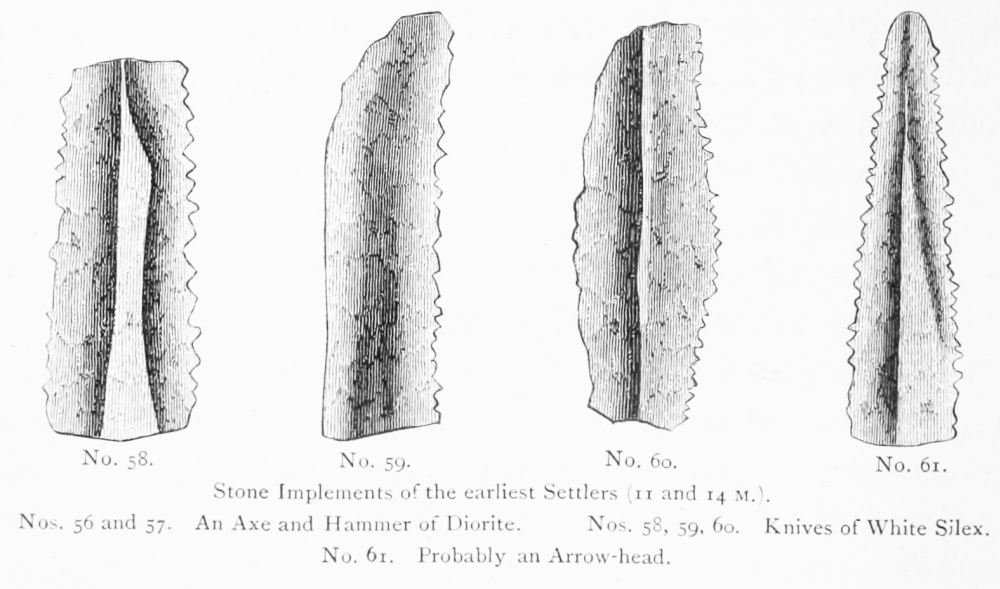 No. 58.
No. 59.
No. 60.
No. 61.
Stone Implements of the earliest Settlers (11 and 14 M.).
Nos. 56 and 57. An Axe and Hammer of Diorite. Nos. 58, 59, 60. Knives of White Silex.
No. 61. Probably an Arrow-head.